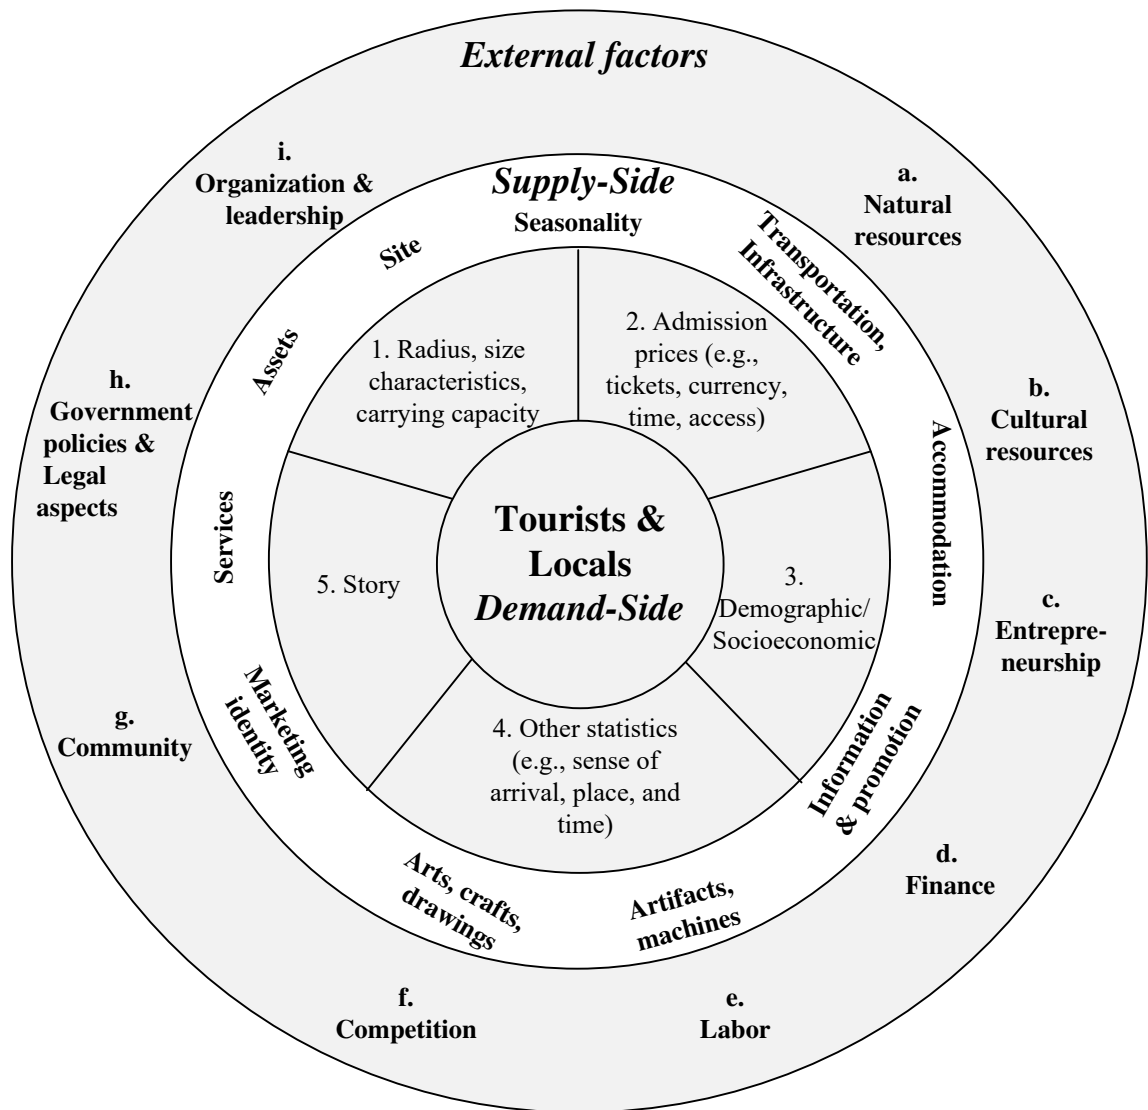 External factors
i.
Organization &
leadership
a.
Natural
resources
b.
Cultural
resources
c.
Entrepre-
neurship
d.
Finance
e.
Labor
f.
Competition
g.
Community
h.
Government
policies &
Legal
aspects
Supply-Side
Seasonality
Transportation,
Infrastructure
Accommodation
Information
& promotion
Artifacts,
machines
Arts, crafts,
drawings
Marketing
identity
Services
Assets
Site
1. Radius, size
characteristics,
carrying capacity
2. Admission
prices (e.g.,
tickets, currency,
time, access)
3.
Demographic/
Socioeconomic
4. Other statistics
(e.g., sense of
arrival, place, and
time)
5. Story
Tourists &
Locals
Demand-Side